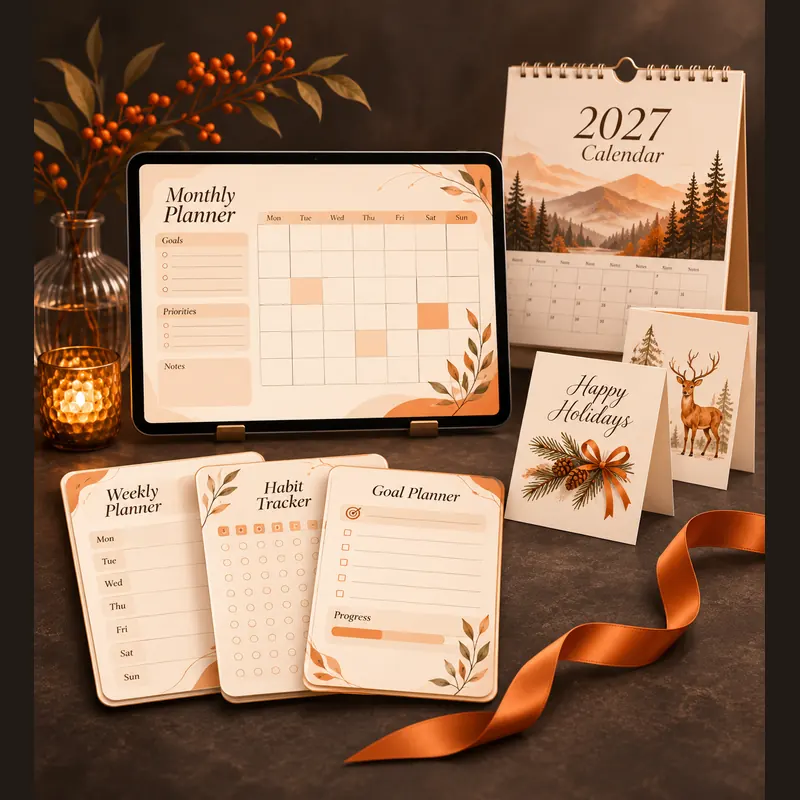 Monthly
Planner
Goals
Priorities
Notes
Mon Tue Wed Thu Fri Sat Sun
2027
Calendar
Happy
Holidays
Weekly
Planner
Mon
Tue
Wed
Thu
Fri
Sat
Sun
Habit
Tracker
Goal Planner
Progress